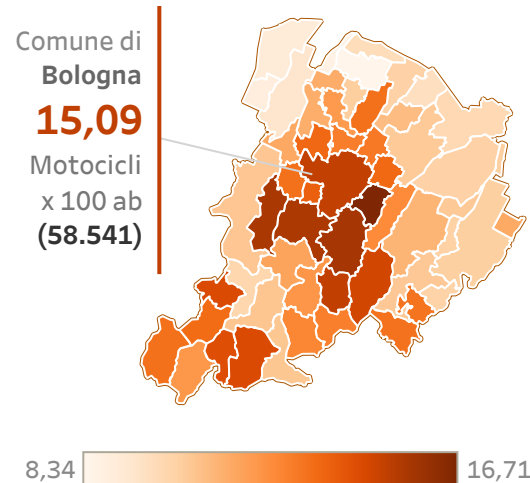 Comune di
Bologna
15,09
Motocicli
x 100 ab
(58.541)
8,34
16,71